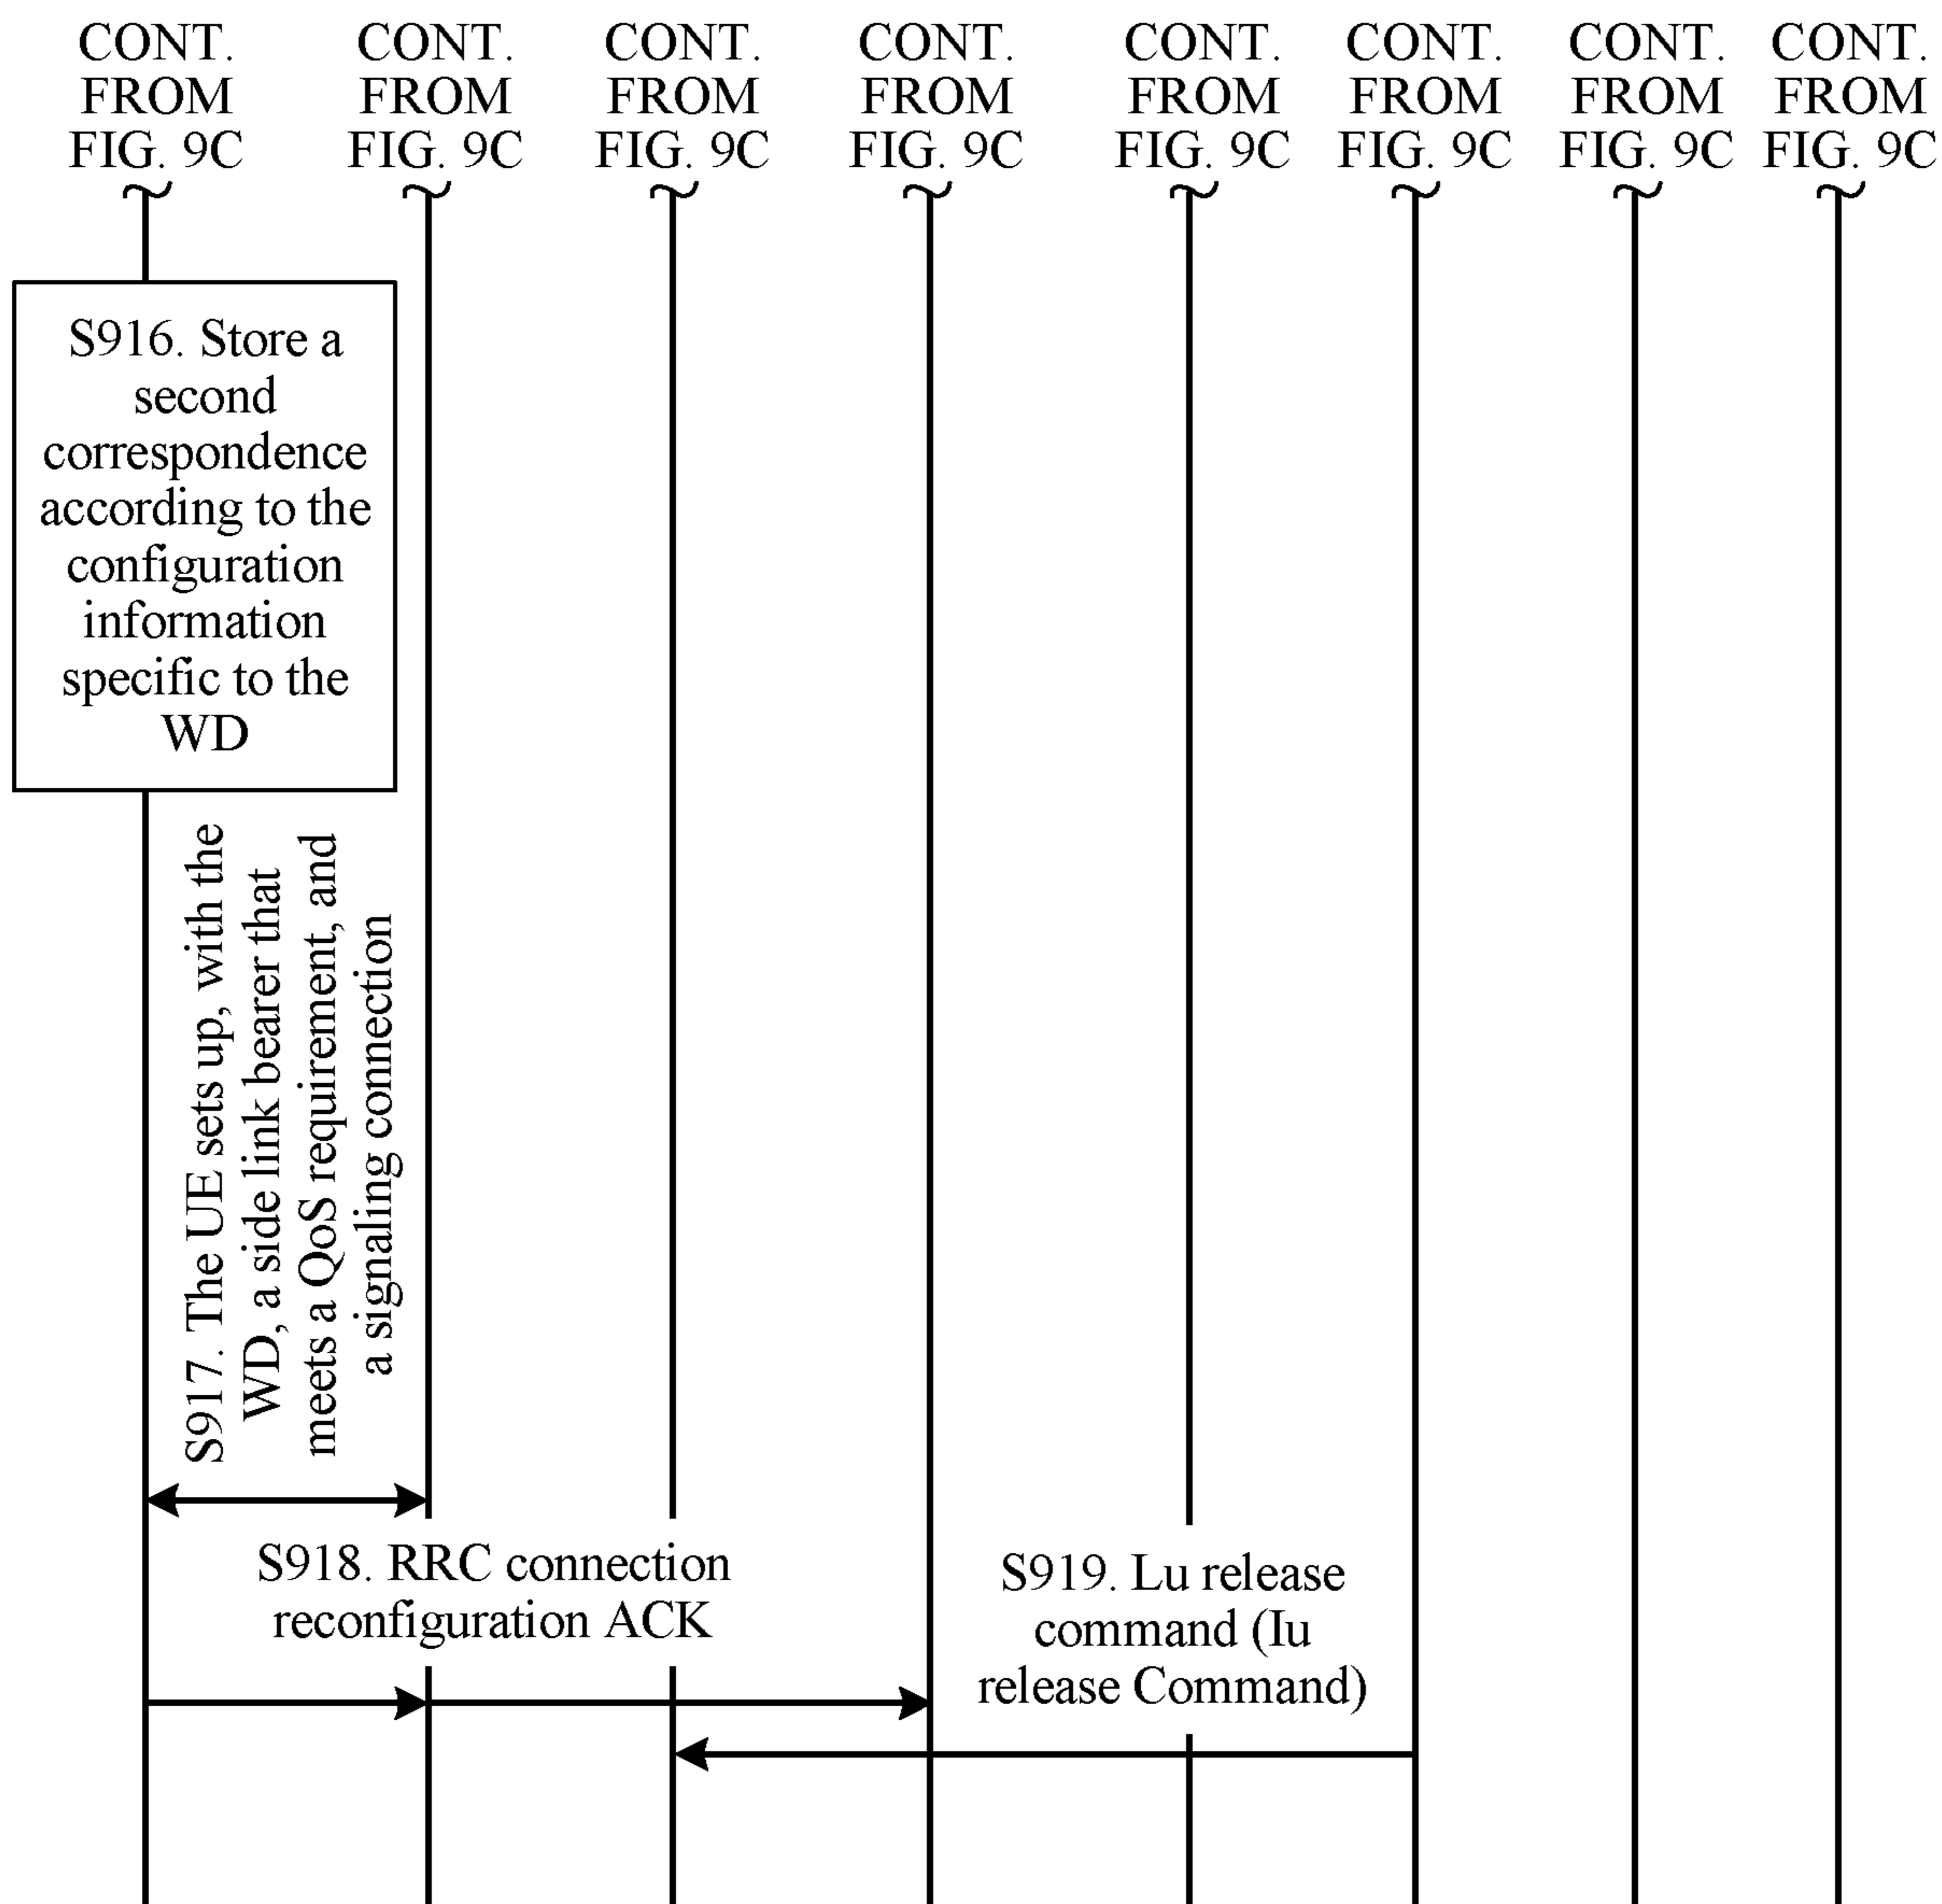 CONT. CONT. CONT. CONT. CONT. CONT. CONT. CONT.
FROM FROM FROM FROM FROM FROM FROM FROM
FIG. 9C FIG. 9C FIG. 9C FIG. 9C FIG. 9C FIG. 9C FIG. 9C FIG. 9C
S916. Store a
second
correspondence
according to the
configuration
information
specific to the
WD
S917. The UE sets up, with the
WD, a side link bearer that
meets a QoS requirement, and
a signaling connection
S918. RRC connection
reconfiguration ACK
S919. Lu release
command (Iu
release Command)